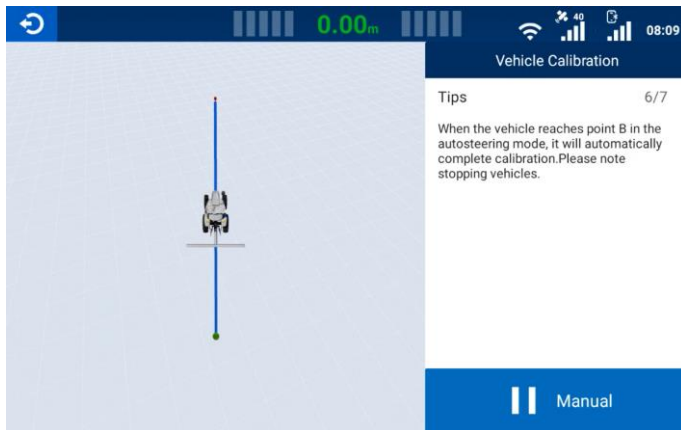 0.00m
40
08:09
Vehicle Calibration
Tips 6/7
When the vehicle reaches point B in the
autosteering mode, it will automatically
complete calibration.Please note
stopping vehicles.
Manual